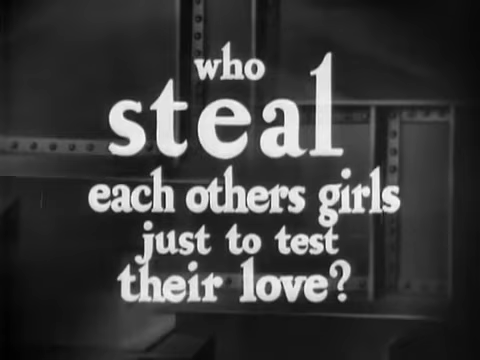 who
steal
each others girls
just to test
their love?